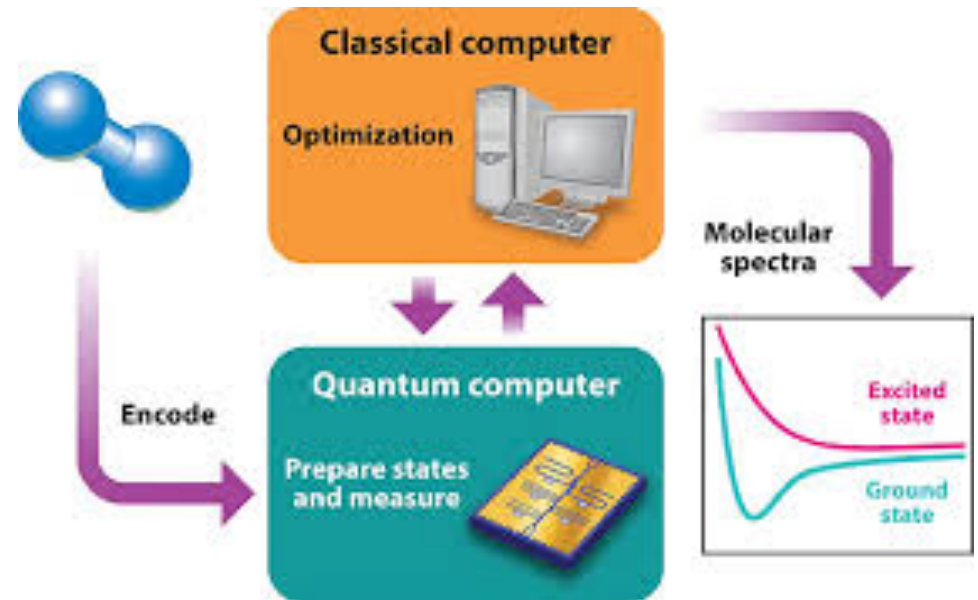 Classical computer
Optimization
Molecular
spectra
Encode
Quantum computer
Prepare states
and measure
Excited
state
Ground
state